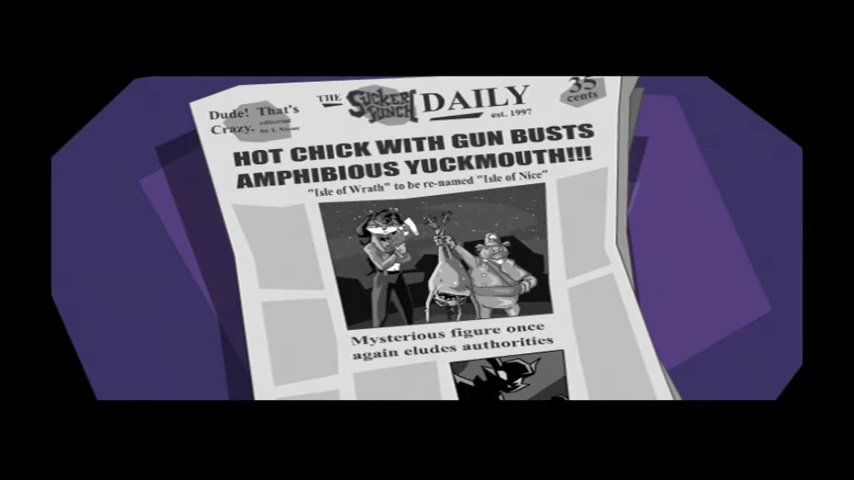 Dude! That's
Crazy.
editorial
THE SUCKER PUNCH DAILY
est. 1997
35
cents
HOT CHICK WITH GUN BUSTS
AMPHIBIOUS YUCKMOUTH!!!
"Isle of Wrath" to be re-named "Isle of Nice"
Mysterious figure once
again eludes authorities